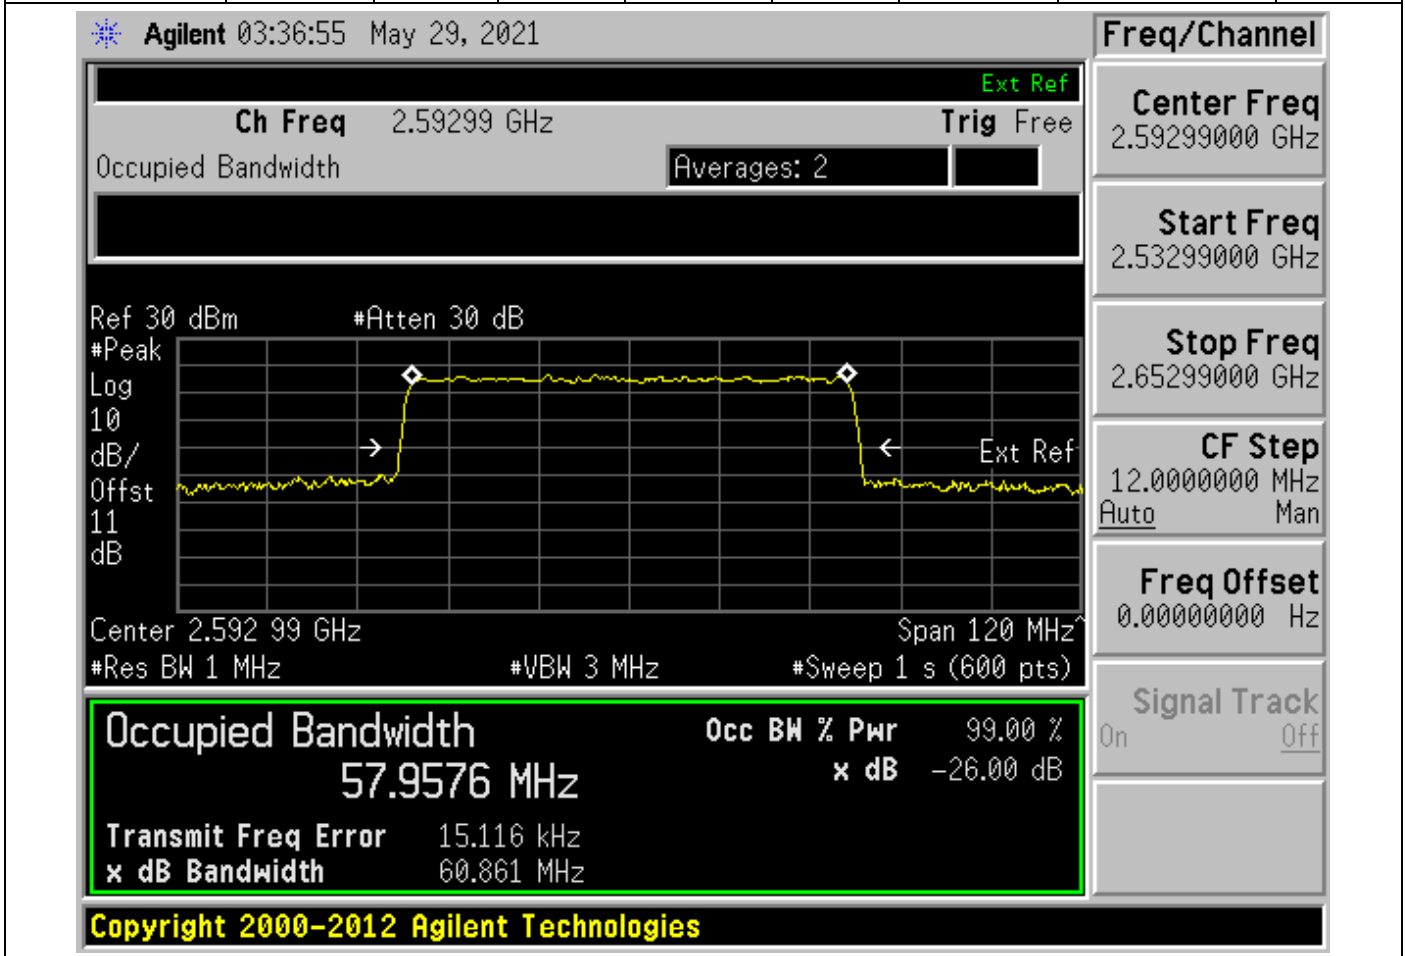 Agilent 03:36:55 May 29, 2021
Freq/Channel
Ext Ref
Ch Freq 2.59299 GHz Trig Free
Occupied Bandwidth Averages: 2
Center Freq
2.59299000 GHz
Start Freq
2.53299000 GHz
Stop Freq
2.65299000 GHz
CF Step
12.0000000 MHz
Auto Man
Freq Offset
0.00000000 Hz
Signal Track
On Off
Ref 30 dBm #Atten 30 dB
#Peak
Log
10
dB/
Offst
11
dB
Ext Ref
Center 2.592 99 GHz Span 120 MHz^
#Res BW 1 MHz #VBW 3 MHz #Sweep 1 s (600 pts)
Occupied Bandwidth
57.9576 MHz
Occ BW % Pwr 99.00 %
x dB -26.00 dB
Transmit Freq Error 15.116 kHz
x dB Bandwidth 60.861 MHz
Copyright 2000-2012 Agilent Technologies